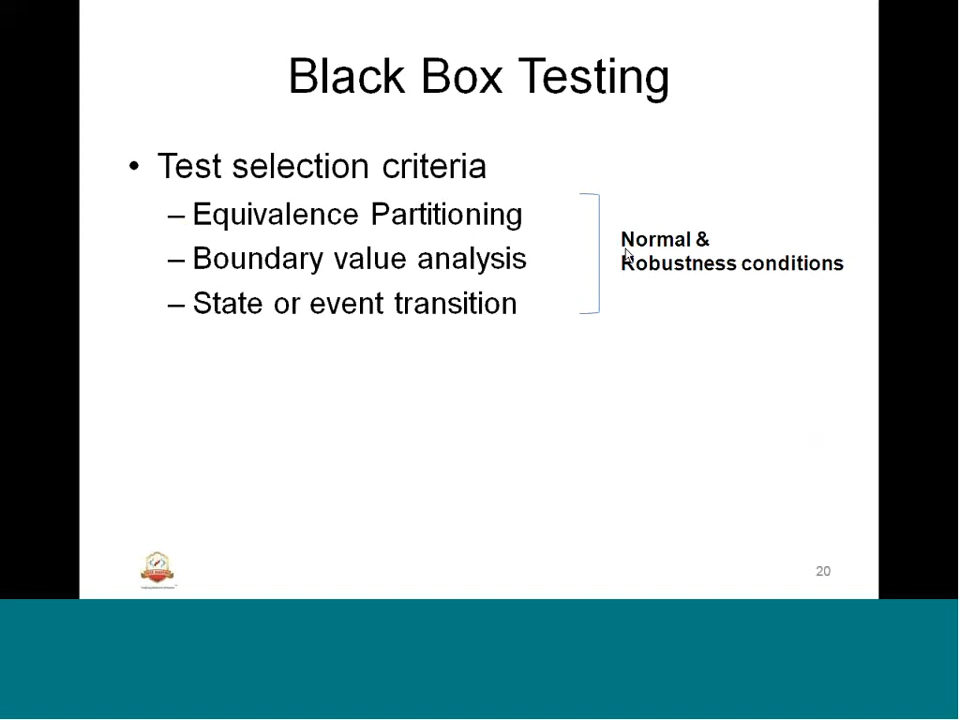 Black Box Testing
• Test selection criteria
– Equivalence Partitioning
– Boundary value analysis
– State or event transition
Normal &
Robustness conditions
20